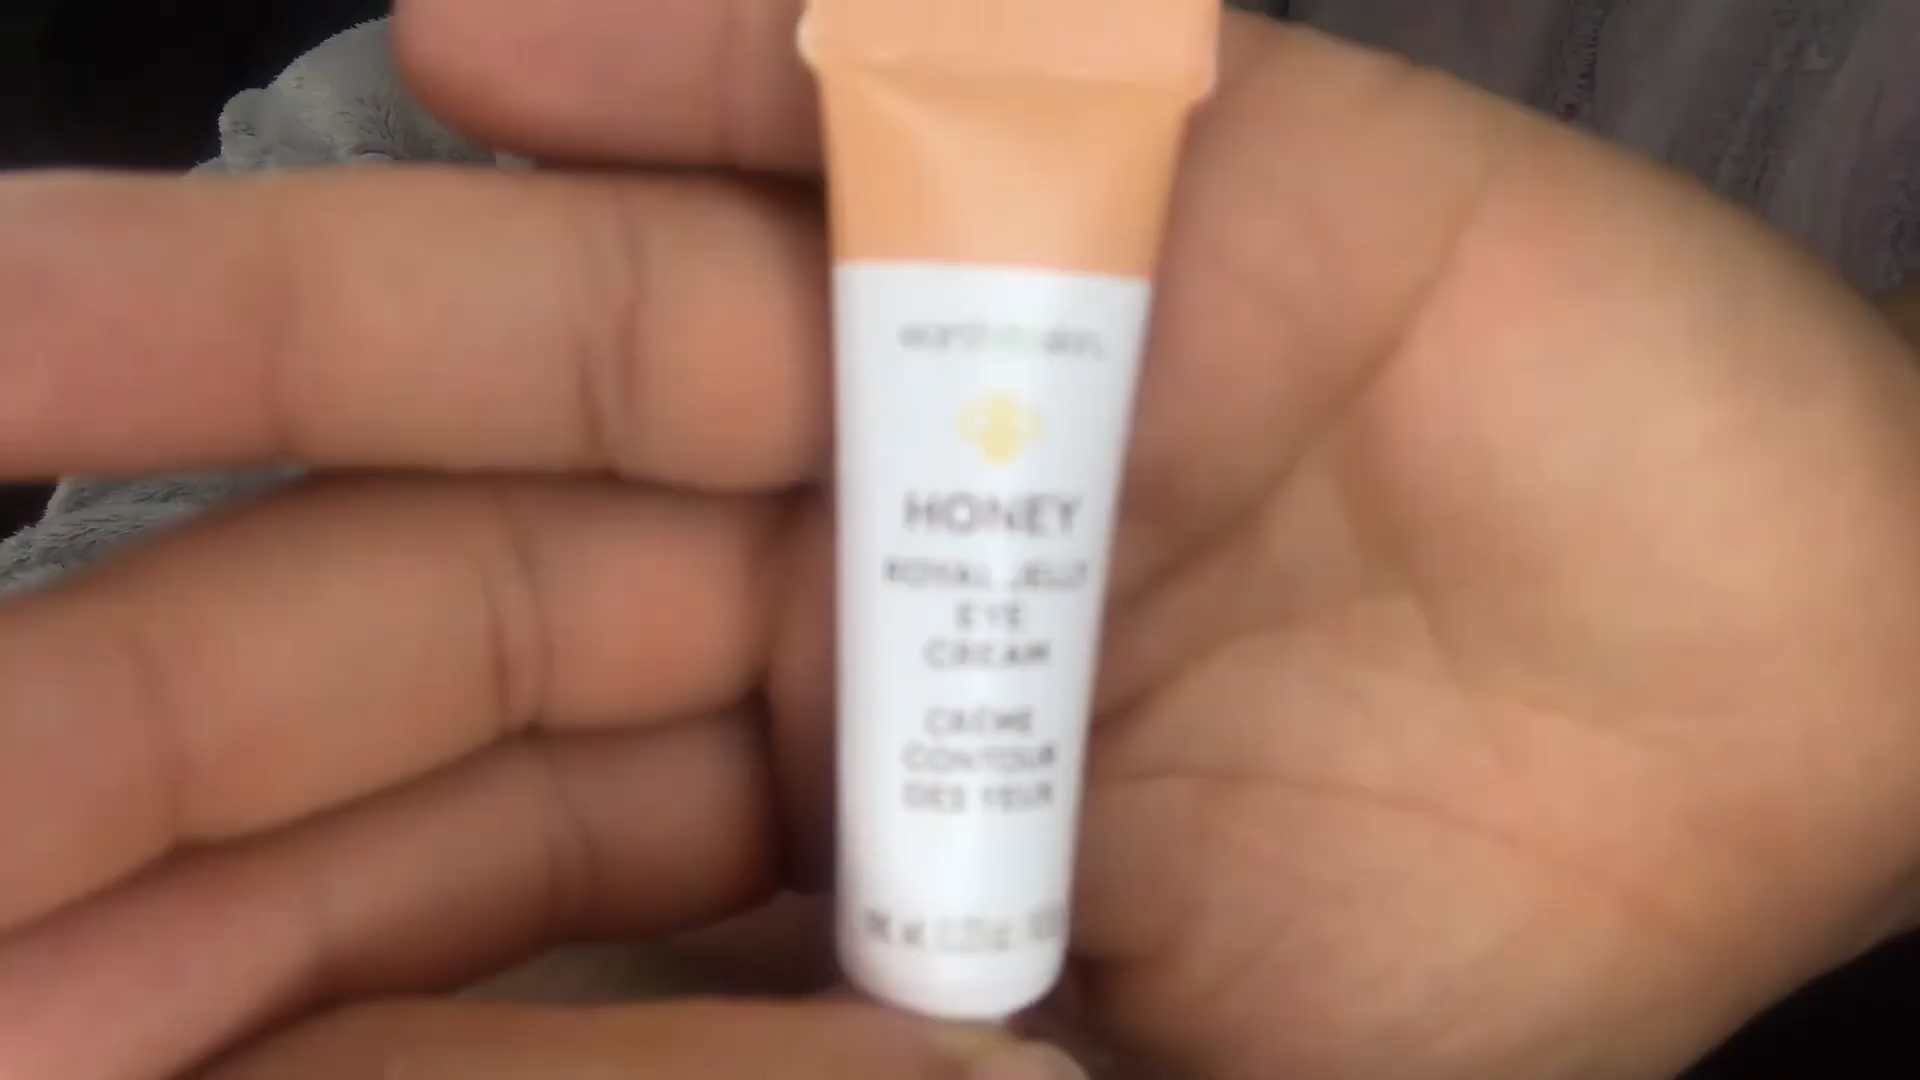 HONEY
ROYAL JELLY
EYE
CREAM
CRÈME
CONTOUR
DES YEUX